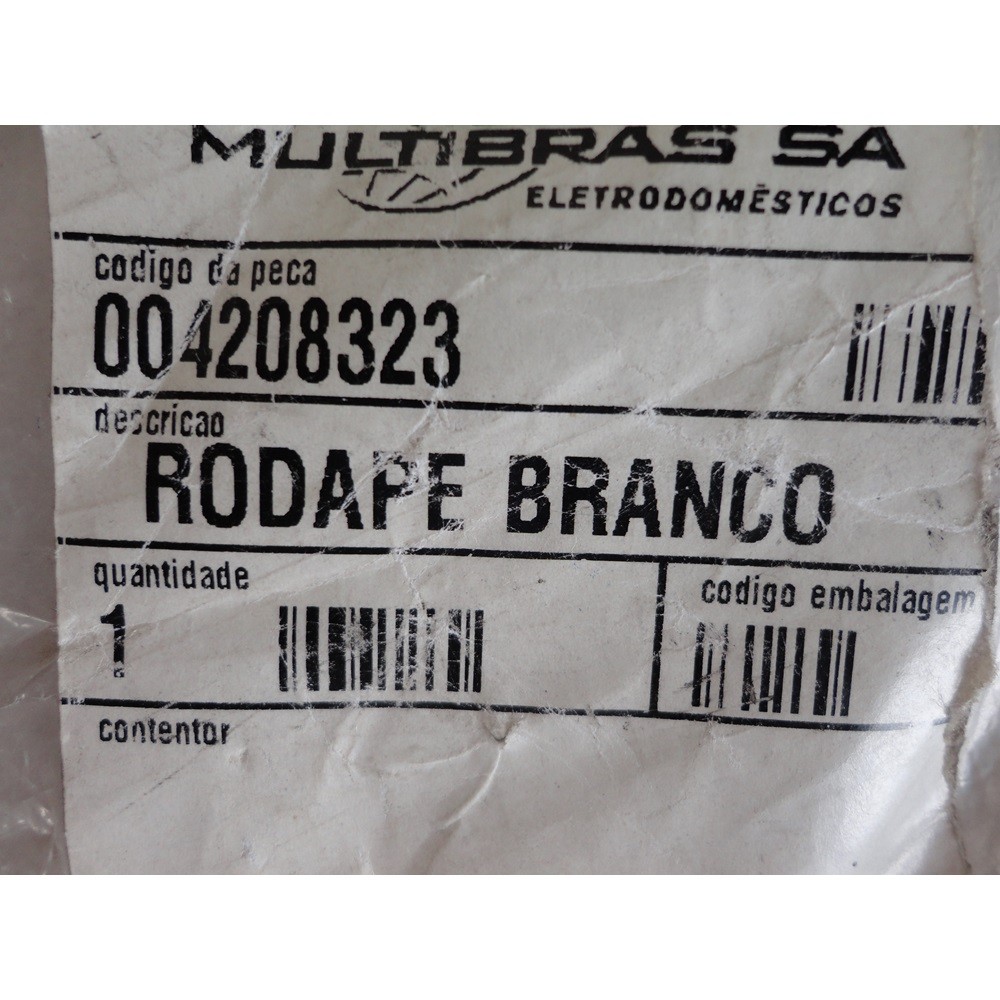 MULTIBRAS SA
ELETRODOMÉSTICOS
codigo da peca
004208323
descricao
RODAPE BRANCO
quantidade
codigo embalagem
1
contentor